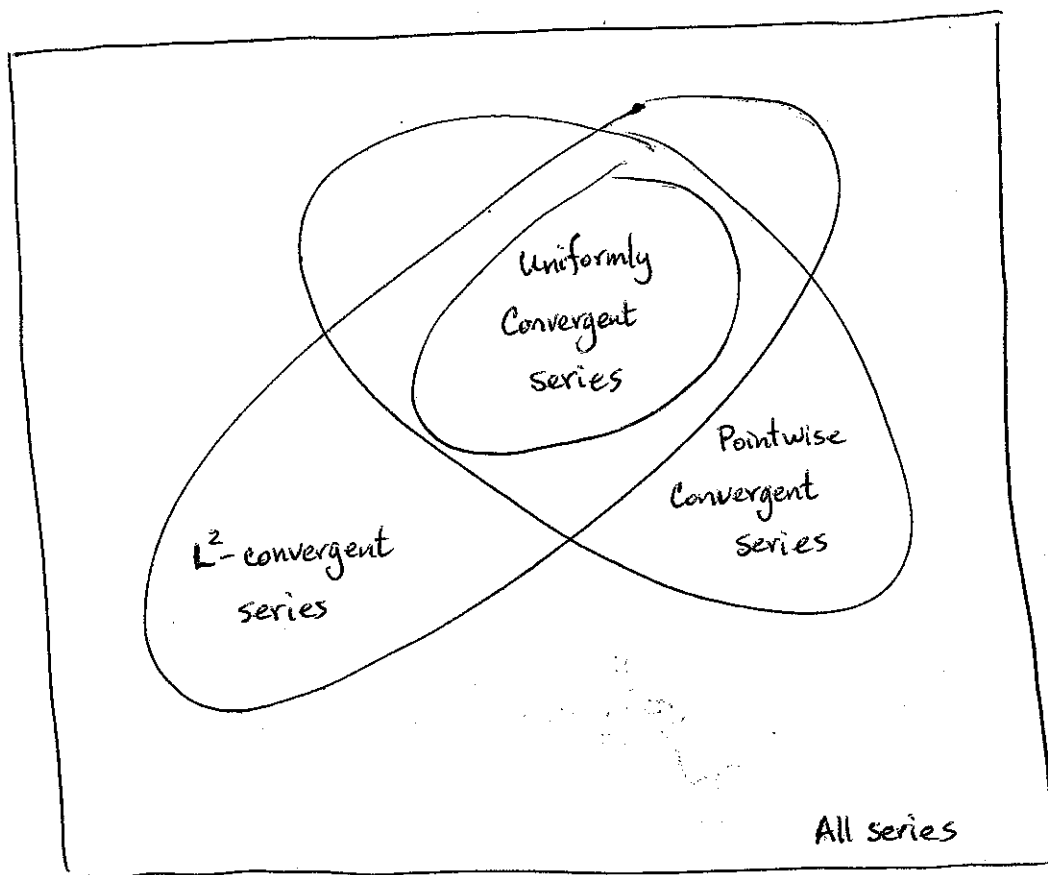 Uniformly
Convergent
series
Pointwise
Convergent
series
L²-convergent
series
All series